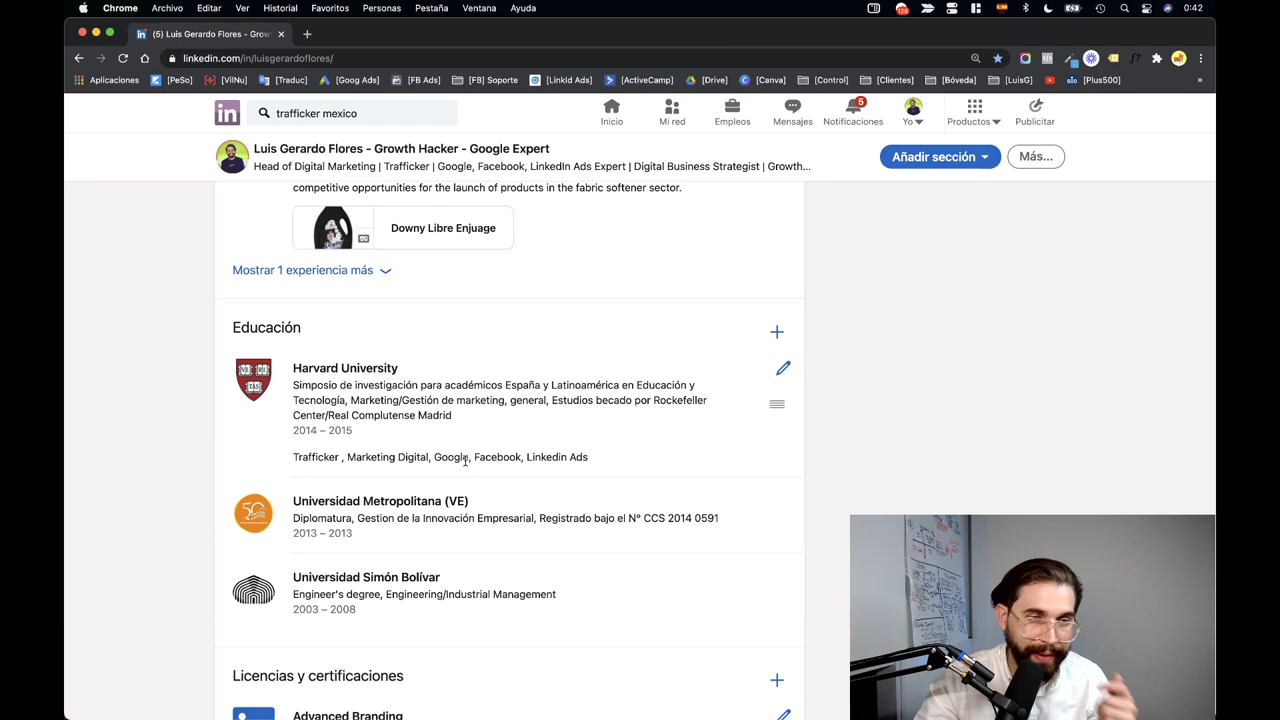 Chrome Archivo Editar Ver Historial Favoritos Personas Pestaña Ventana Ayuda 0:42
(5) Luis Gerardo Flores - Grow
linkedin.com/in/luisgerardoflores/
Aplicaciones [PeSo] [VilNu] [Traduc] [Goog Ads] [FB Ads] [FB] Soporte [LinkId Ads] [ActiveCamp] [Drive] [Canva] [Control] [Clientes] [Bóveda] [LuisG] [Plus500] »
in trafficker mexico
Inicio Mi red Empleos Mensajes 5 Notificaciones Yo Productos Publicitar
Luis Gerardo Flores - Growth Hacker - Google Expert
Head of Digital Marketing | Trafficker | Google, Facebook, LinkedIn Ads Expert | Digital Business Strategist | Growth...
Añadir sección Más...
competitive opportunities for the launch of products in the fabric softener sector.
Downy Libre Enjuage
Mostrar 1 experiencia más
Educación
Harvard University
Simposio de investigación para académicos España y Latinoamérica en Educación y
Tecnología, Marketing/Gestión de marketing, general, Estudios becado por Rockefeller
Center/Real Complutense Madrid
2014 – 2015
Trafficker , Marketing Digital, Google, Facebook, Linkedin Ads
Universidad Metropolitana (VE)
Diplomatura, Gestion de la Innovación Empresarial, Registrado bajo el N° CCS 2014 0591
2013 – 2013
Universidad Simón Bolívar
Engineer's degree, Engineering/Industrial Management
2003 – 2008
Licencias y certificaciones
Advanced Branding